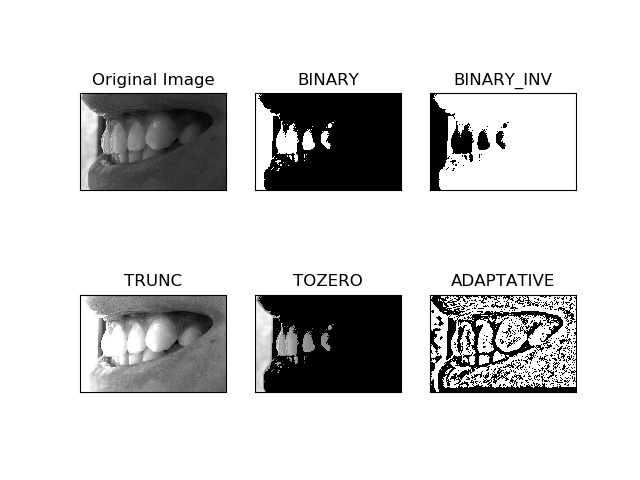 Original Image
BINARY
BINARY_INV
TRUNC
TOZERO
ADAPTATIVE